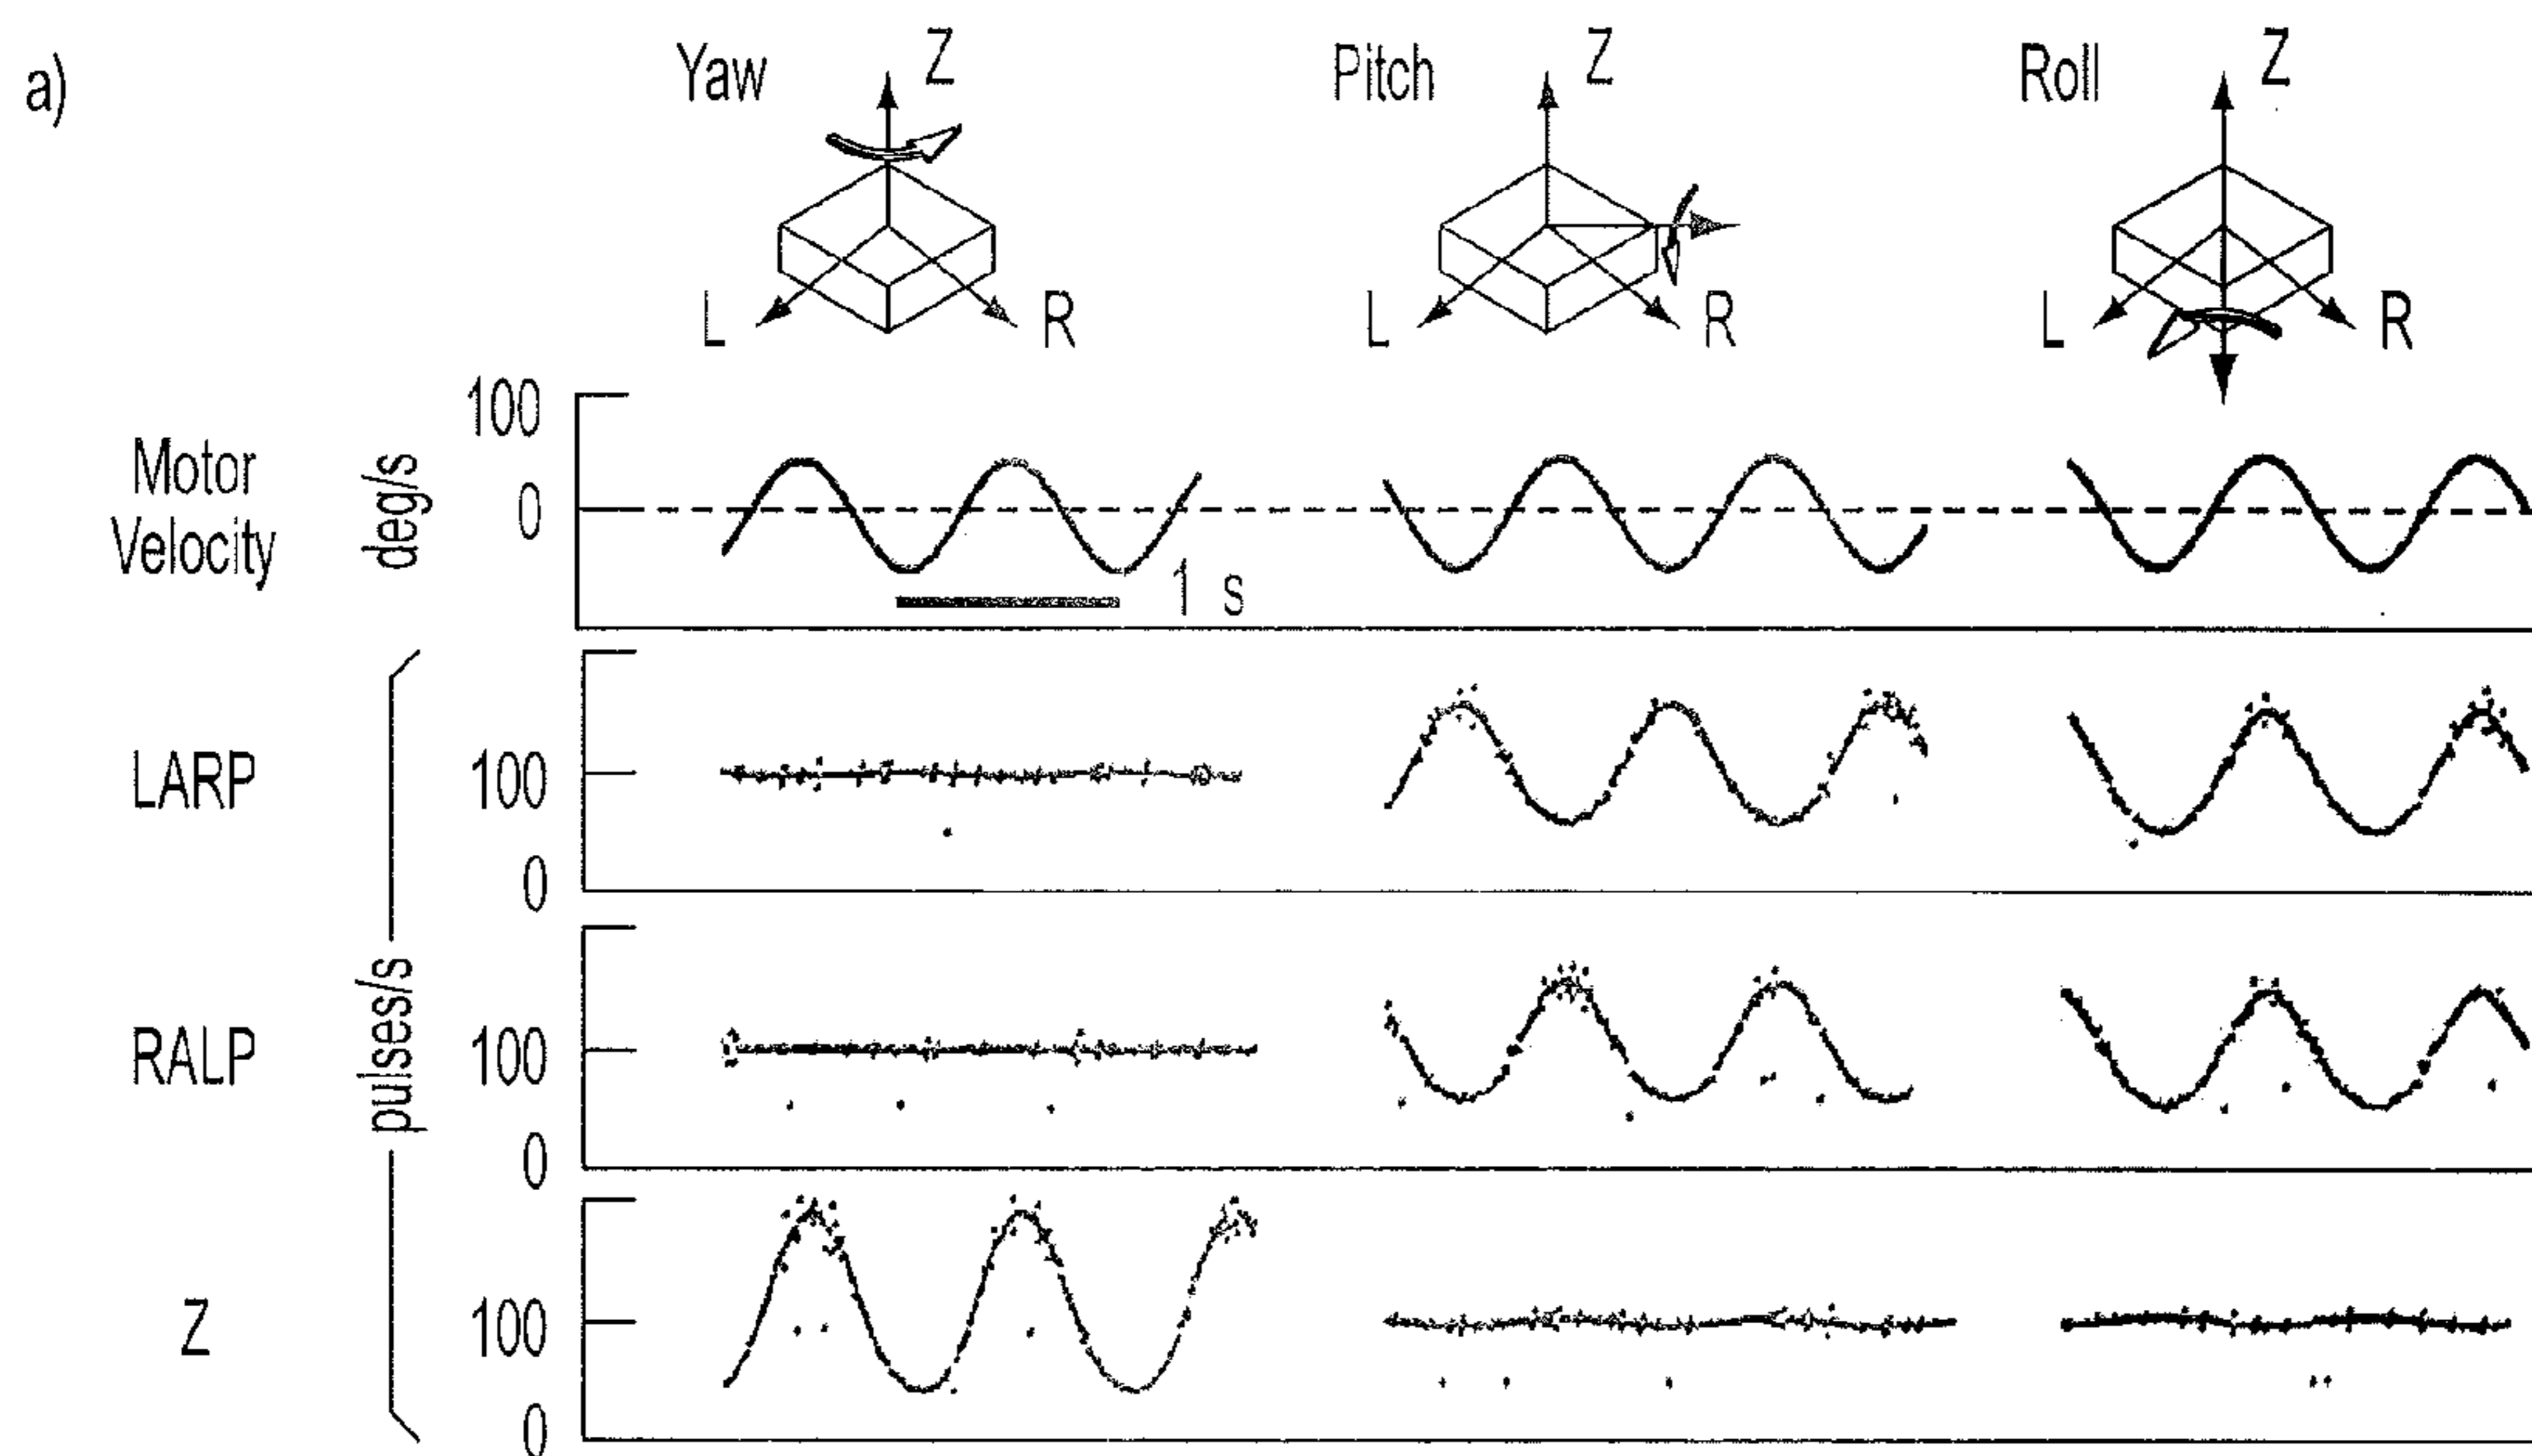 a)
Yaw Z
L R
Pitch Z
L R
Roll Z
L R
Motor
Velocity
deg/s
100
0
1 s
pulses/s
LARP
100
0
RALP
100
0
Z
100
0